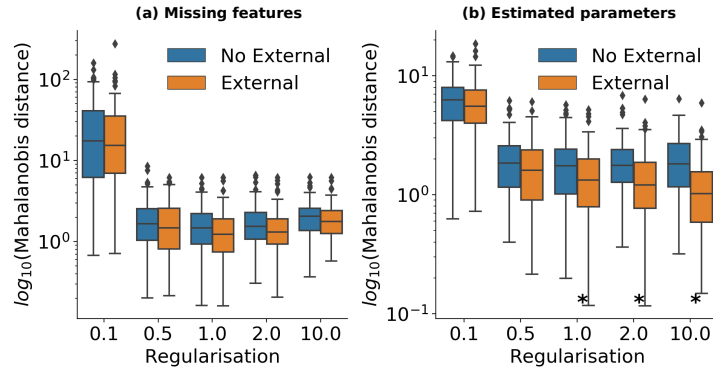 (a) Missing features
log10(Mahalanobis distance)
10²
10¹
10⁰
No External
External
0.1 0.5 1.0 2.0 10.0
Regularisation
(b) Estimated parameters
log10(Mahalanobis distance)
10¹
10⁰
10⁻¹
No External
External
* * *
0.1 0.5 1.0 2.0 10.0
Regularisation